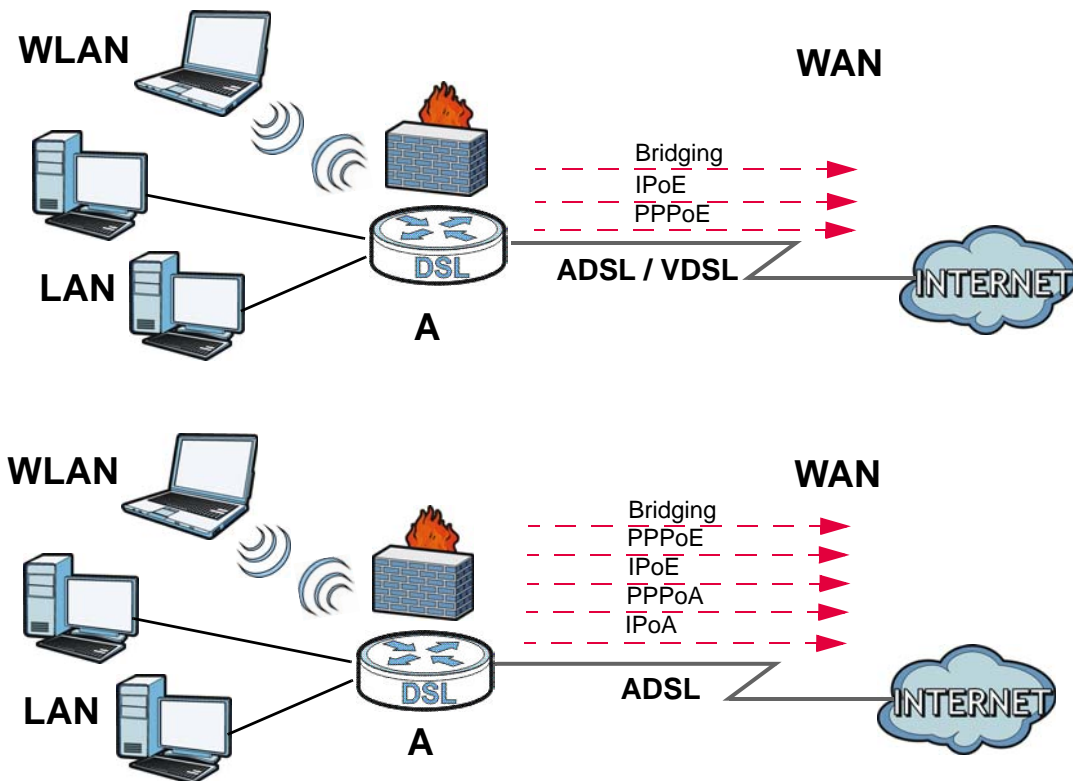 WLAN
WAN
Bridging
IPoE
PPPoE
DSL
ADSL / VDSL
INTERNET
LAN
A
WLAN
WAN
Bridging
PPPoE
IPoE
PPPoA
IPoA
DSL
ADSL
INTERNET
LAN
A